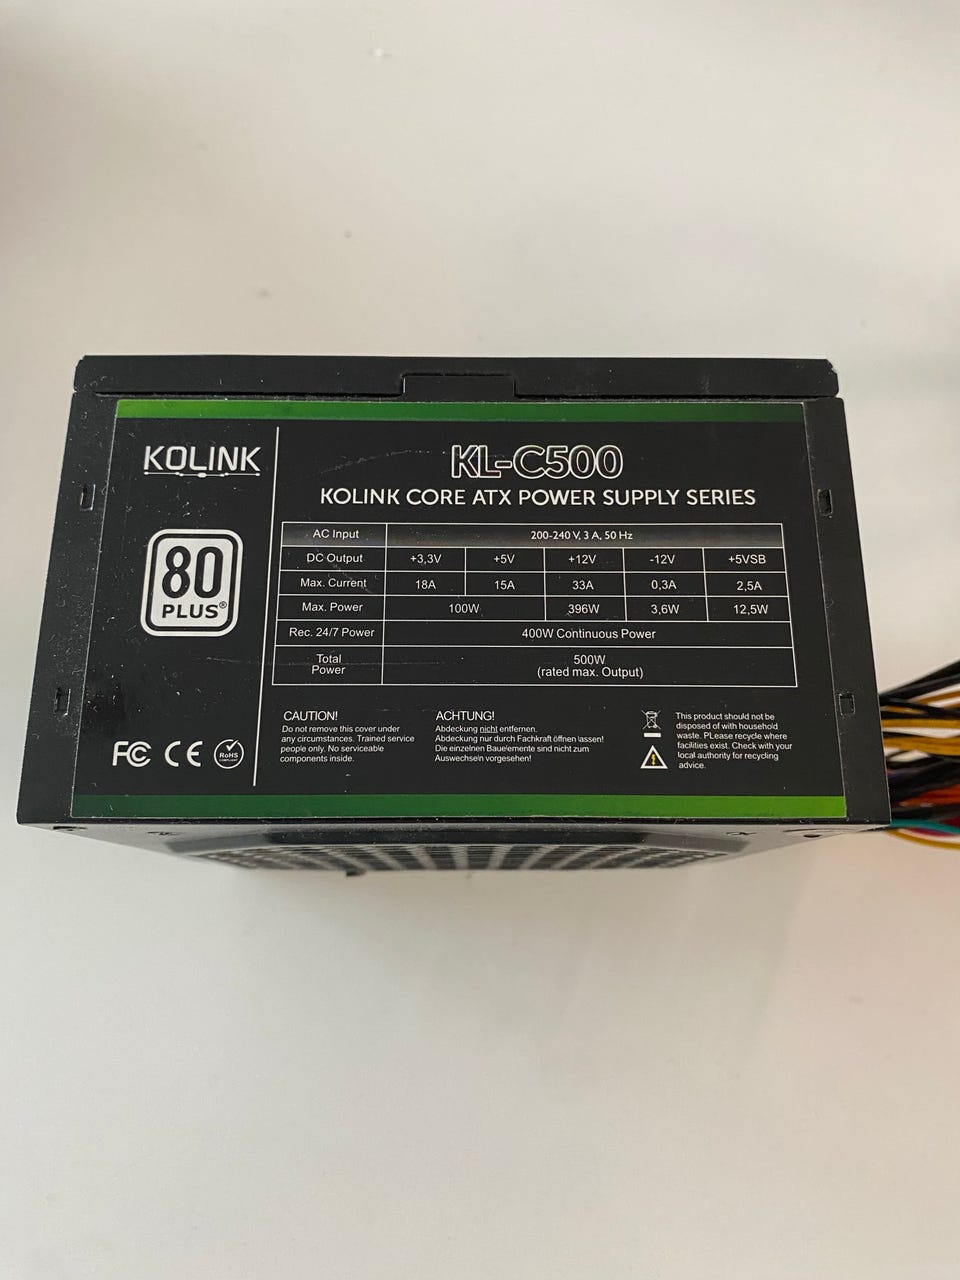 KOLINK
80
PLUS®
KL-C500
KOLINK CORE ATX POWER SUPPLY SERIES
AC Input 200-240 V, 3 A, 50 Hz
DC Output +3,3V +5V +12V -12V +5VSB
Max. Current 18A 15A 33A 0,3A 2,5A
Max. Power 100W 396W 3,6W 12,5W
Rec. 24/7 Power 400W Continuous Power
Total
Power
500W
(rated max. Output)
CAUTION!
Do not remove this cover under
any circumstances. Trained service
people only. No serviceable
components inside.
ACHTUNG!
Abdeckung nicht entfernen.
Abdeckung nur durch Fachkraft öffnen lassen!
Die einzelnen Bauelemente sind nicht zum
Auswechseln vorgesehen!
This product should not be
disposed of with household
waste. PLease recycle where
facilities exist. Check with your
local authority for recycling
advice.
FC CE RoHS
COMPLIANT